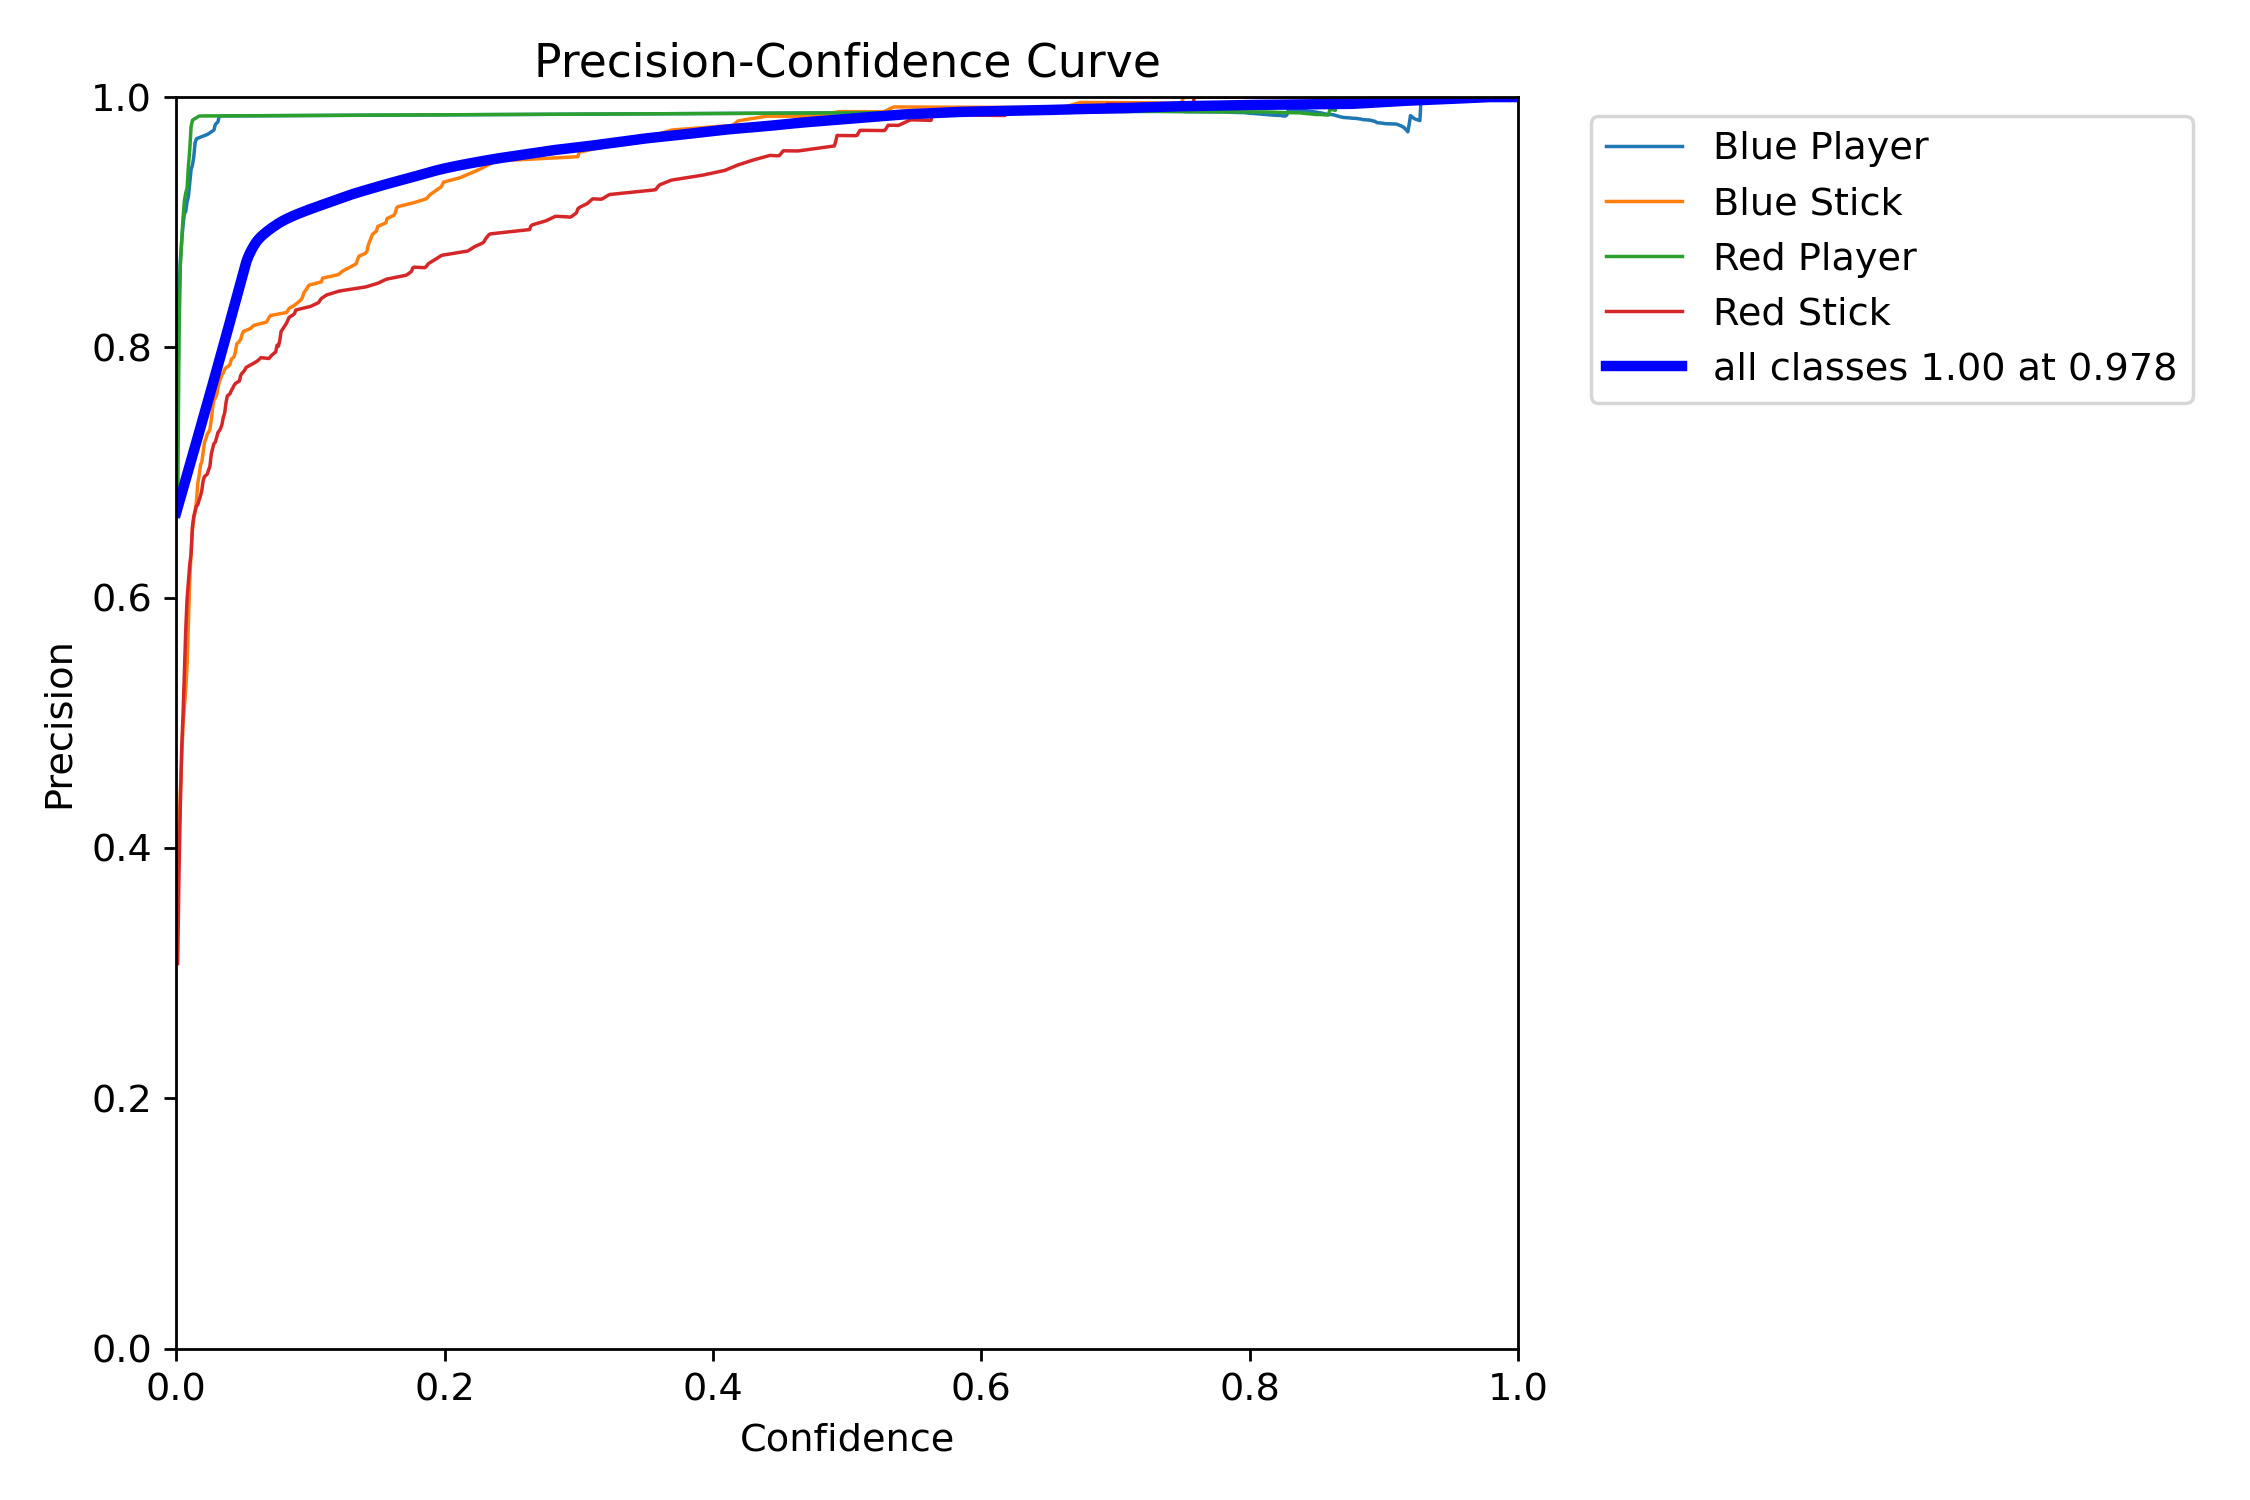 Precision-Confidence Curve
1.0
0.8
0.6
0.4
0.2
0.0
Precision
0.0 0.2 0.4 0.6 0.8 1.0
Confidence
Blue Player
Blue Stick
Red Player
Red Stick
all classes 1.00 at 0.978